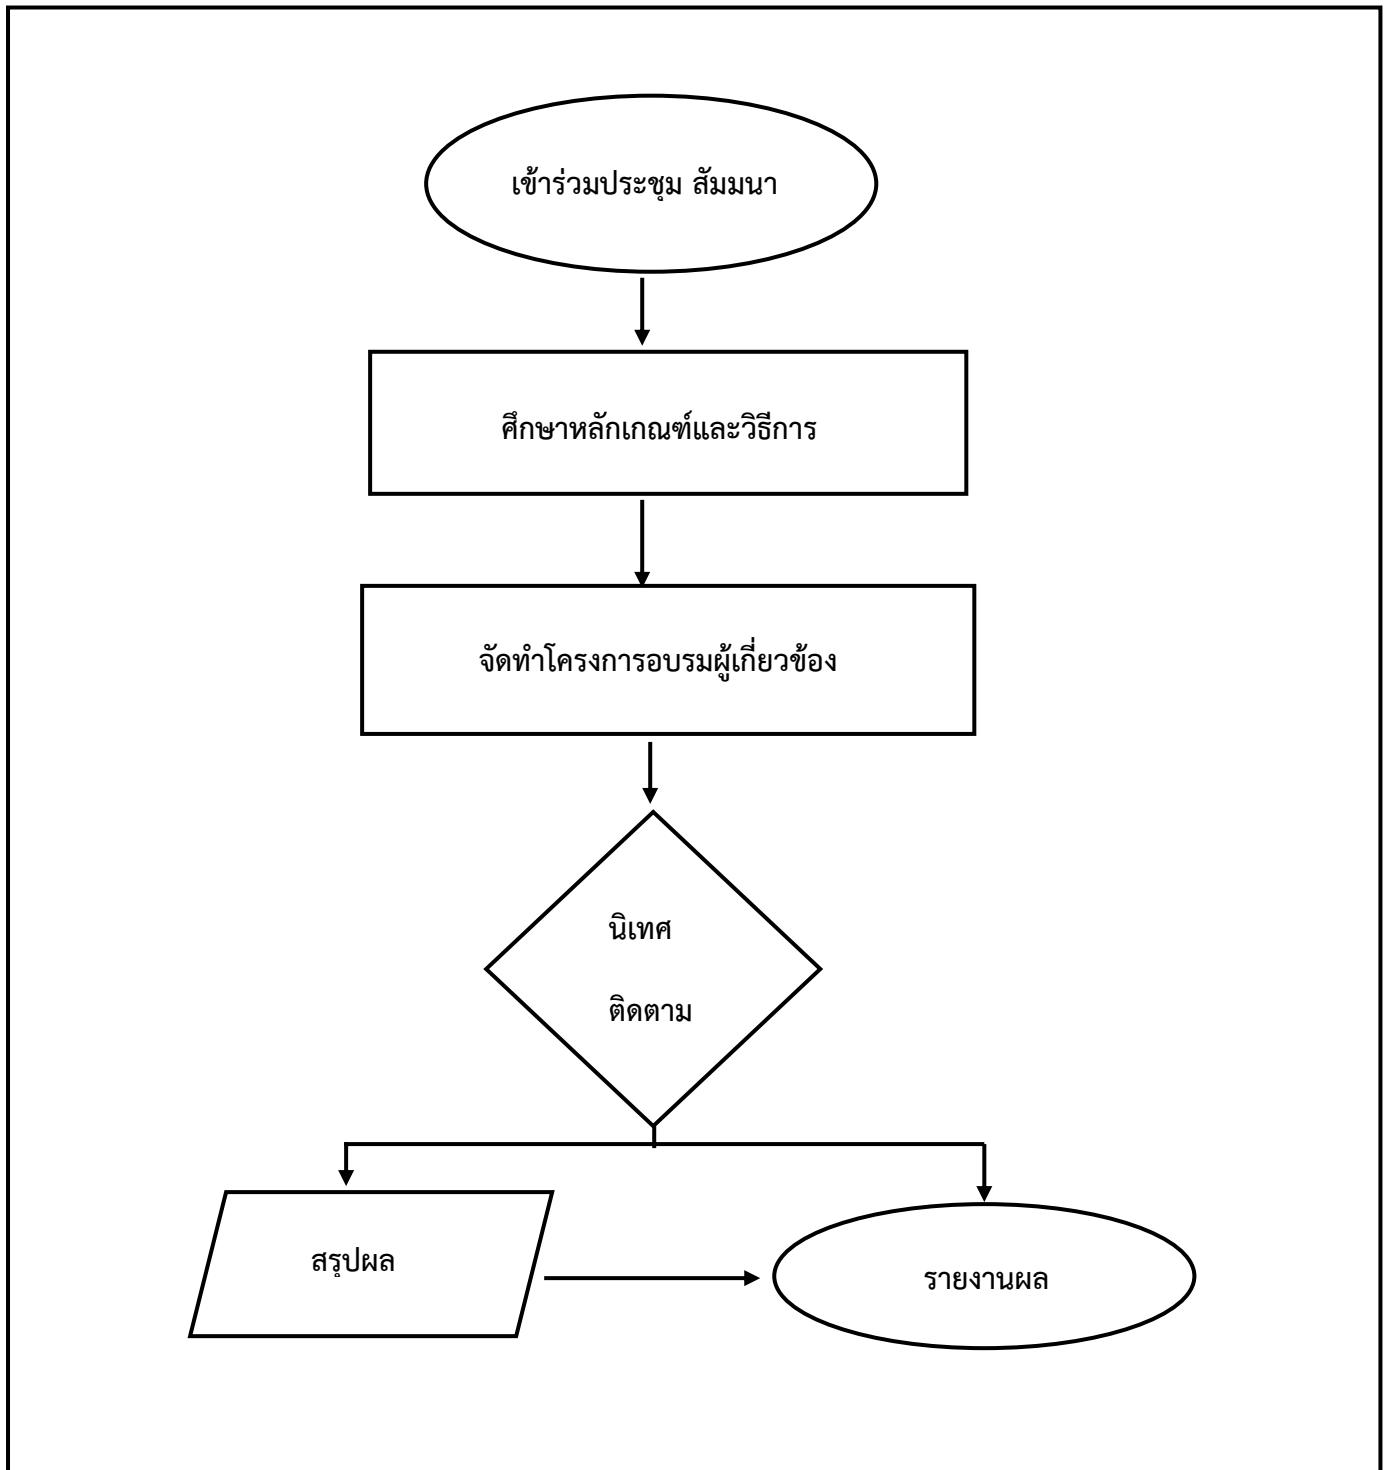 เข้าร่วมประชุม สัมมนา
ศึกษาหลักเกณฑ์และวิธีการ
จัดทำโครงการอบรมผู้เกี่ยวข้อง
นิเทศ
ติดตาม
สรุปผล
รายงานผล